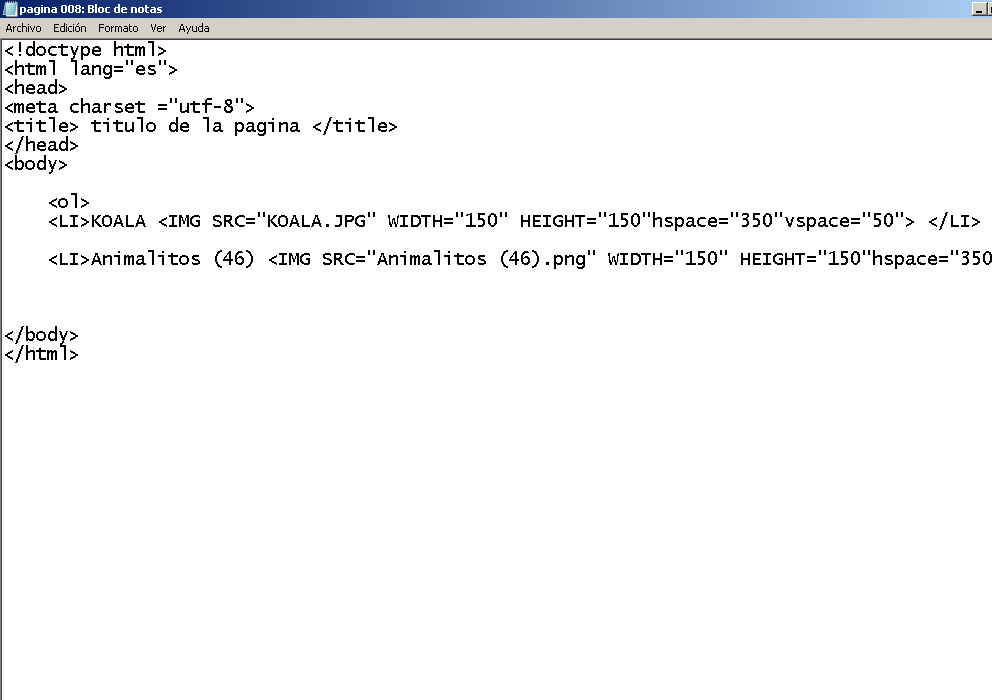 pagina 008: Bloc de notas
Archivo Edición Formato Ver Ayuda
<!doctype html>
<html lang="es">
<head>
<meta charset ="utf-8">
<title> titulo de la pagina </title>
</head>
<body>
<ol>
<LI>KOALA <IMG SRC="KOALA.JPG" WIDTH="150" HEIGHT="150"hspace="350"vspace="50"> </LI>
<LI>Animalitos (46) <IMG SRC="Animalitos (46).png" WIDTH="150" HEIGHT="150"hspace="350
</body>
</html>